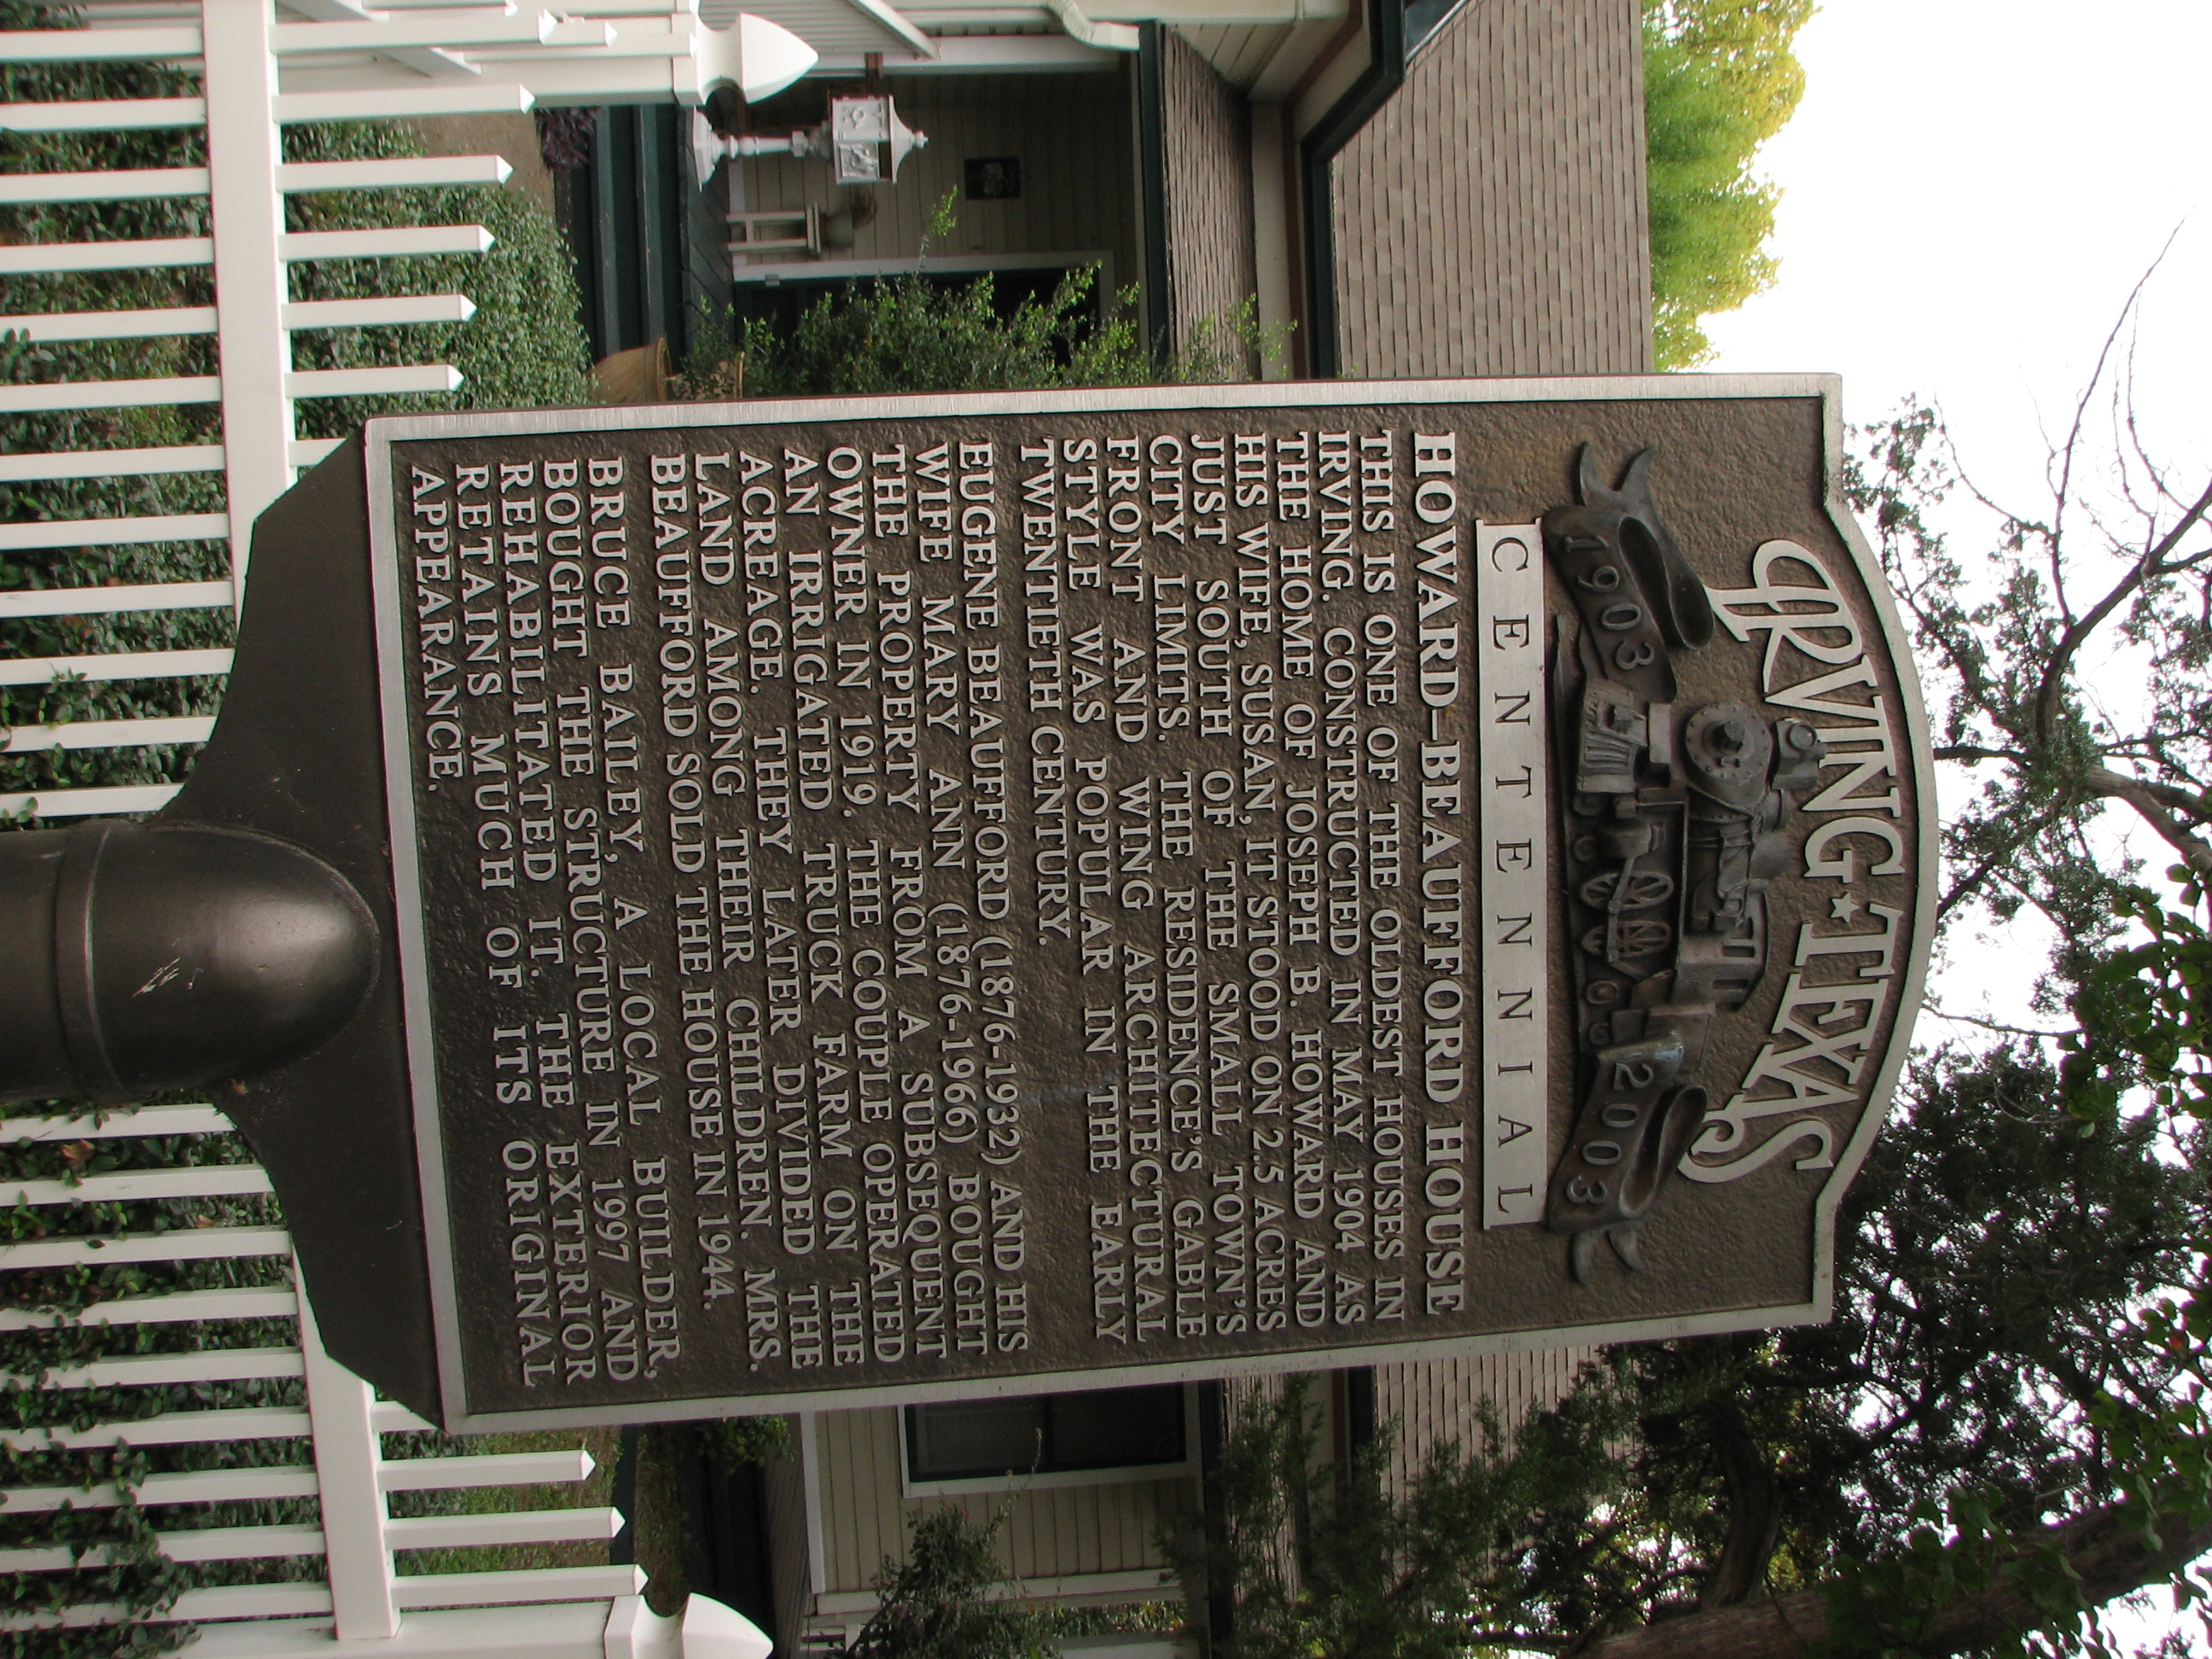 IRVING ★ TEXAS
1903 2003
CENTENNIAL
HOWARD–BEAUFFORD HOUSE
THIS IS ONE OF THE OLDEST HOUSES IN
IRVING. CONSTRUCTED IN MAY 1904 AS
THE HOME OF JOSEPH B. HOWARD AND
HIS WIFE, SUSAN, IT STOOD ON 2.5 ACRES
JUST SOUTH OF THE SMALL TOWN'S
CITY LIMITS. THE RESIDENCE'S GABLE
FRONT AND WING ARCHITECTURAL
STYLE WAS POPULAR IN THE EARLY
TWENTIETH CENTURY.
EUGENE BEAUFFORD (1876-1932) AND HIS
WIFE MARY ANN (1876-1966) BOUGHT
THE PROPERTY FROM A SUBSEQUENT
OWNER IN 1919. THE COUPLE OPERATED
AN IRRIGATED TRUCK FARM ON THE
ACREAGE. THEY LATER DIVIDED THE
LAND AMONG THEIR CHILDREN. MRS.
BEAUFFORD SOLD THE HOUSE IN 1944.
BRUCE BAILEY, A LOCAL BUILDER,
BOUGHT THE STRUCTURE IN 1997 AND
REHABILITATED IT. THE EXTERIOR
RETAINS MUCH OF ITS ORIGINAL
APPEARANCE.